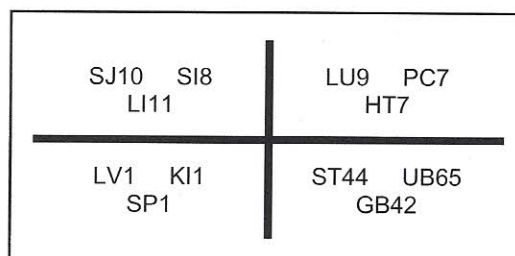 SJ10 SI8
LI11
LU9 PC7
HT7
LV1 KI1
SP1
ST44 UB65
GB42